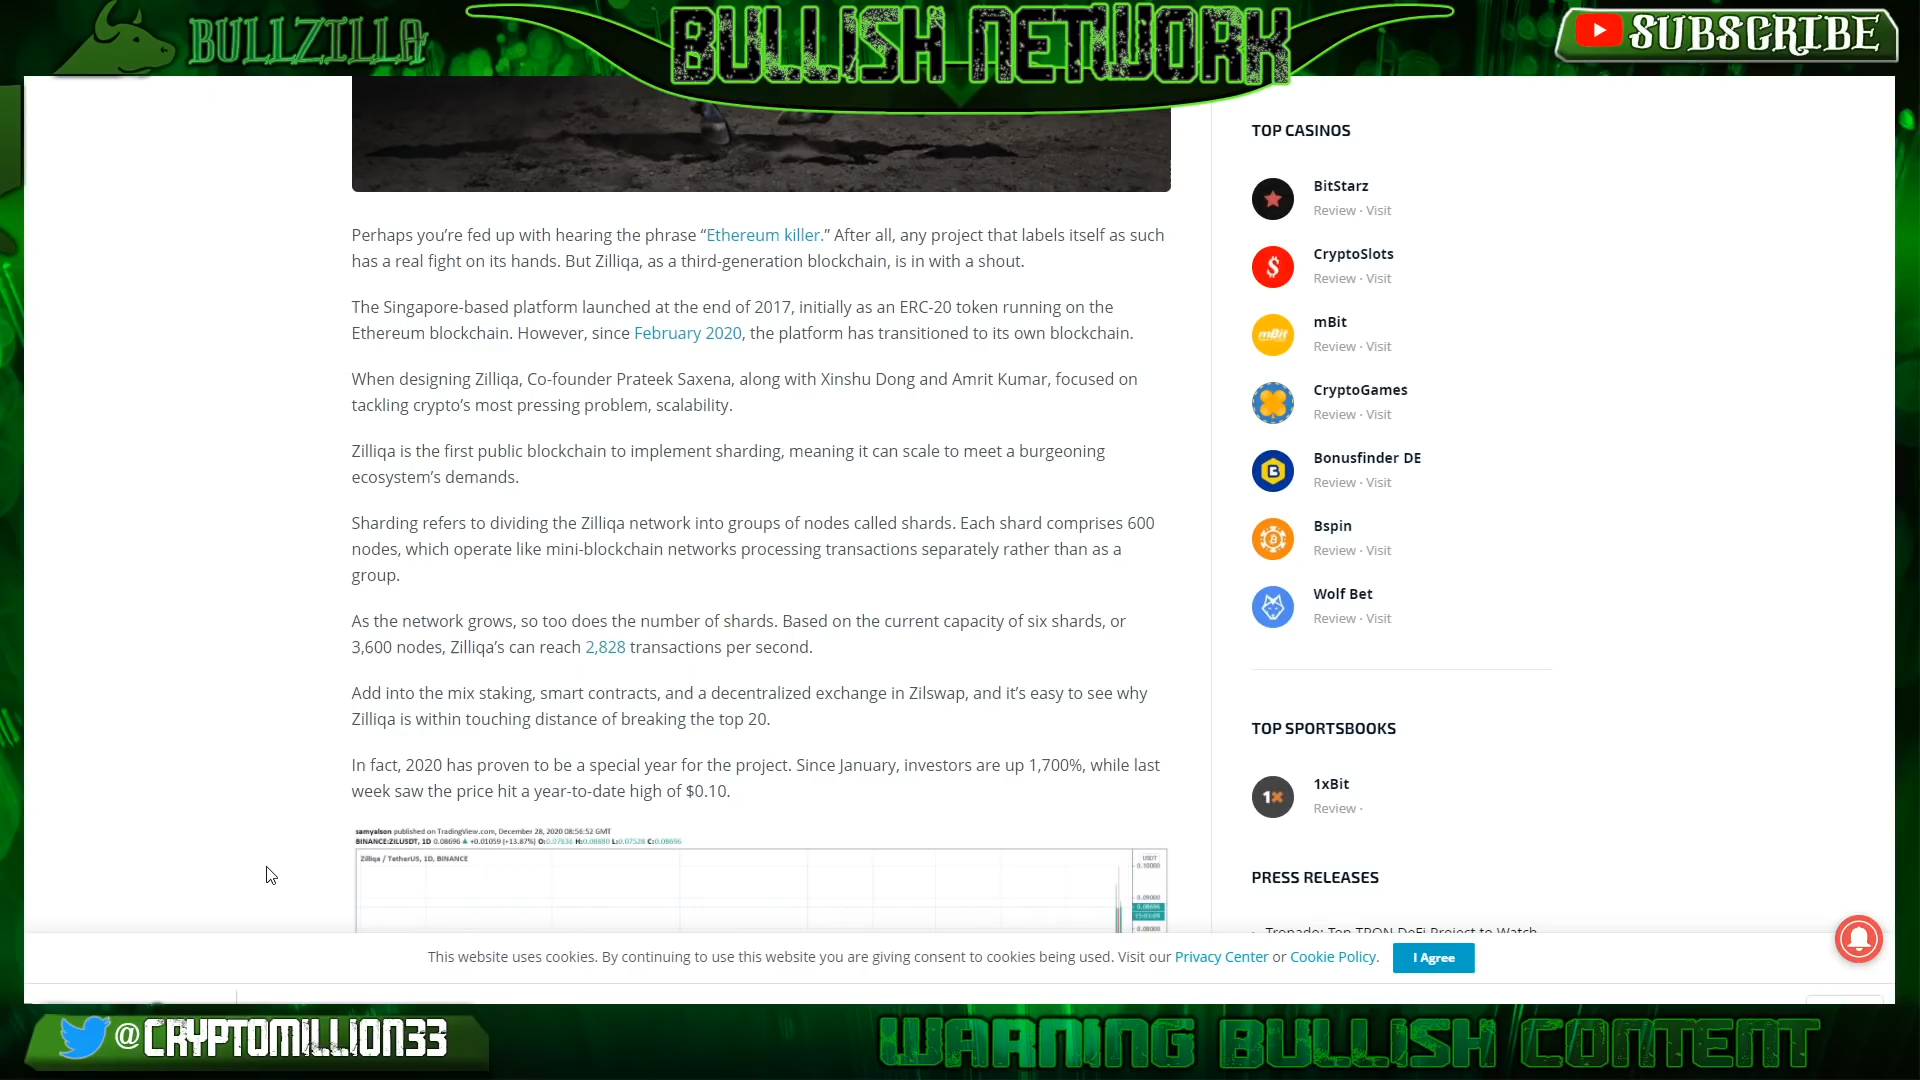 BULLZILLA
BULLISH NETWORK
SUBSCRIBE
Perhaps you’re fed up with hearing the phrase “Ethereum killer.” After all, any project that labels itself as such
has a real fight on its hands. But Zilliqa, as a third-generation blockchain, is in with a shout.
The Singapore-based platform launched at the end of 2017, initially as an ERC-20 token running on the
Ethereum blockchain. However, since February 2020, the platform has transitioned to its own blockchain.
When designing Zilliqa, Co-founder Prateek Saxena, along with Xinshu Dong and Amrit Kumar, focused on
tackling crypto’s most pressing problem, scalability.
Zilliqa is the first public blockchain to implement sharding, meaning it can scale to meet a burgeoning
ecosystem’s demands.
Sharding refers to dividing the Zilliqa network into groups of nodes called shards. Each shard comprises 600
nodes, which operate like mini-blockchain networks processing transactions separately rather than as a
group.
As the network grows, so too does the number of shards. Based on the current capacity of six shards, or
3,600 nodes, Zilliqa’s can reach 2,828 transactions per second.
Add into the mix staking, smart contracts, and a decentralized exchange in Zilswap, and it’s easy to see why
Zilliqa is within touching distance of breaking the top 20.
In fact, 2020 has proven to be a special year for the project. Since January, investors are up 1,700%, while last
week saw the price hit a year-to-date high of $0.10.
samyalson published on TradingView.com, December 28, 2020 08:56:52 GMT
BINANCE:ZILUSDT, 1D 0.08696 ▲ +0.01059 (+13.87%) O:0.07836 H:0.08880 L:0.07528 C:0.08696
Zilliqa / TetherUS, 1D, BINANCE
USDT
0.10000
0.09000
0.08696
15:03:09
0.08000
TOP CASINOS
BitStarz
Review · Visit
CryptoSlots
Review · Visit
mBit
mBit
Review · Visit
CryptoGames
Review · Visit
Bonusfinder DE
Review · Visit
Bspin
Review · Visit
Wolf Bet
Review · Visit
TOP SPORTSBOOKS
1x
1xBit
Review ·
PRESS RELEASES
Tronado: Top TRON DeFi Project to Watch
This website uses cookies. By continuing to use this website you are giving consent to cookies being used. Visit our Privacy Center or Cookie Policy.
I Agree
@CRYPTOMILLION33
WARNING BULLISH CONTENT